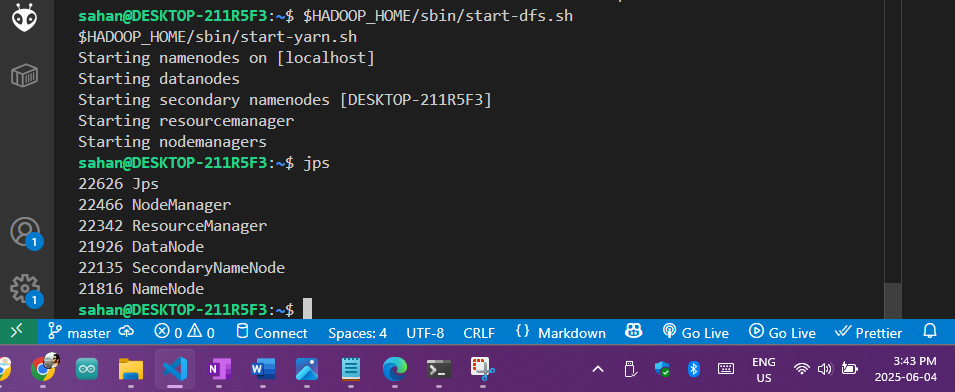 sahan@DESKTOP-211R5F3:~$ $HADOOP_HOME/sbin/start-dfs.sh
$HADOOP_HOME/sbin/start-yarn.sh
Starting namenodes on [localhost]
Starting datanodes
Starting secondary namenodes [DESKTOP-211R5F3]
Starting resourcemanager
Starting nodemanagers
sahan@DESKTOP-211R5F3:~$ jps
22626 Jps
22466 NodeManager
22342 ResourceManager
21926 DataNode
22135 SecondaryNameNode
21816 NameNode
sahan@DESKTOP-211R5F3:~$
1
1
master 0 0 Connect Spaces: 4 UTF-8 CRLF {} Markdown Go Live Go Live Prettier
ENG
US
3:43 PM
2025-06-04